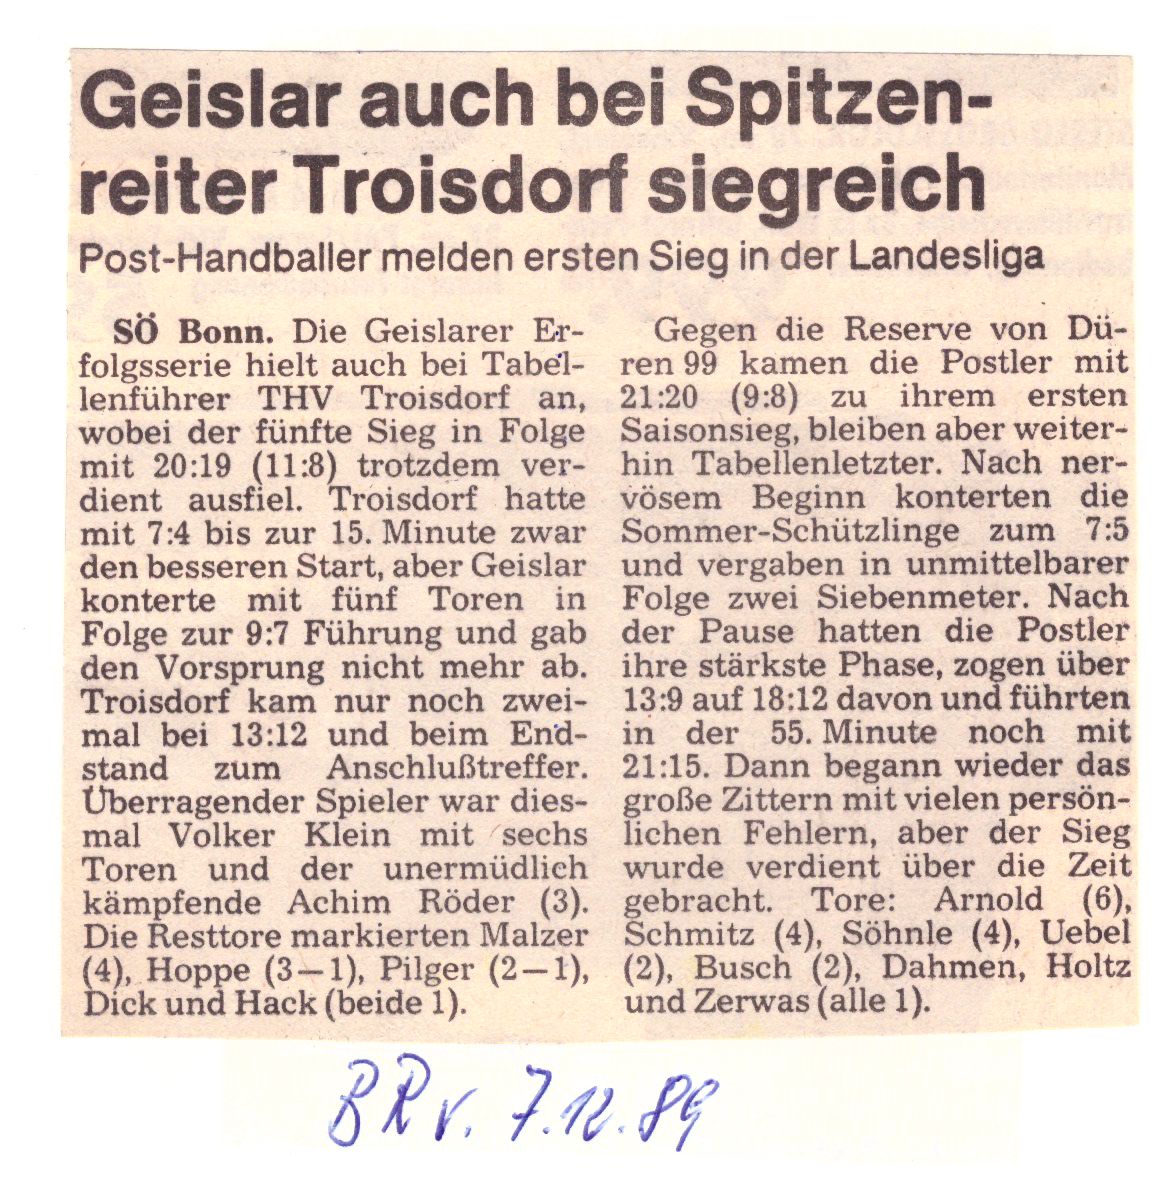 Geislar auch bei Spitzen-
reiter Troisdorf siegreich
Post-Handballer melden ersten Sieg in der Landesliga
SÖ Bonn. Die Geislarer Er-
folgsserie hielt auch bei Tabel-
lenführer THV Troisdorf an,
wobei der fünfte Sieg in Folge
mit 20:19 (11:8) trotzdem ver-
dient ausfiel. Troisdorf hatte
mit 7:4 bis zur 15. Minute zwar
den besseren Start, aber Geislar
konterte mit fünf Toren in
Folge zur 9:7 Führung und gab
den Vorsprung nicht mehr ab.
Troisdorf kam nur noch zwei-
mal bei 13:12 und beim End-
stand zum Anschlußtreffer.
Überragender Spieler war dies-
mal Volker Klein mit sechs
Toren und der unermüdlich
kämpfende Achim Röder (3).
Die Resttore markierten Malzer
(4), Hoppe (3—1), Pilger (2—1),
Dick und Hack (beide 1).
Gegen die Reserve von Dü-
ren 99 kamen die Postler mit
21:20 (9:8) zu ihrem ersten
Saisonsieg, bleiben aber weiter-
hin Tabellenletzter. Nach ner-
vösem Beginn konterten die
Sommer-Schützlinge zum 7:5
und vergaben in unmittelbarer
Folge zwei Siebenmeter. Nach
der Pause hatten die Postler
ihre stärkste Phase, zogen über
13:9 auf 18:12 davon und führten
in der 55. Minute noch mit
21:15. Dann begann wieder das
große Zittern mit vielen persön-
lichen Fehlern, aber der Sieg
wurde verdient über die Zeit
gebracht. Tore: Arnold (6),
Schmitz (4), Söhnle (4), Uebel
(2), Busch (2), Dahmen, Holtz
und Zerwas (alle 1).
BR v. 7.12.89